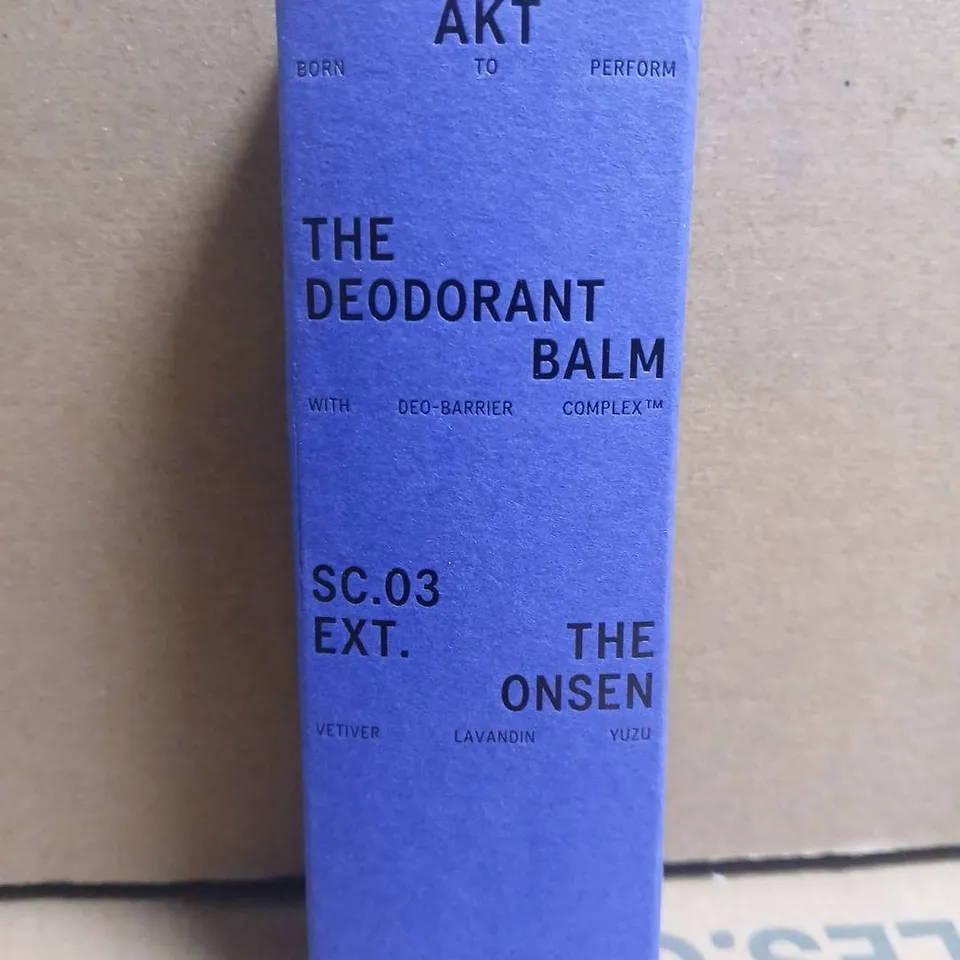 AKT
BORN TO PERFORM
THE
DEODORANT
BALM
WITH DEO-BARRIER COMPLEX™
SC.03
EXT. THE
ONSEN
VETIVER LAVANDIN YUZU
LES.